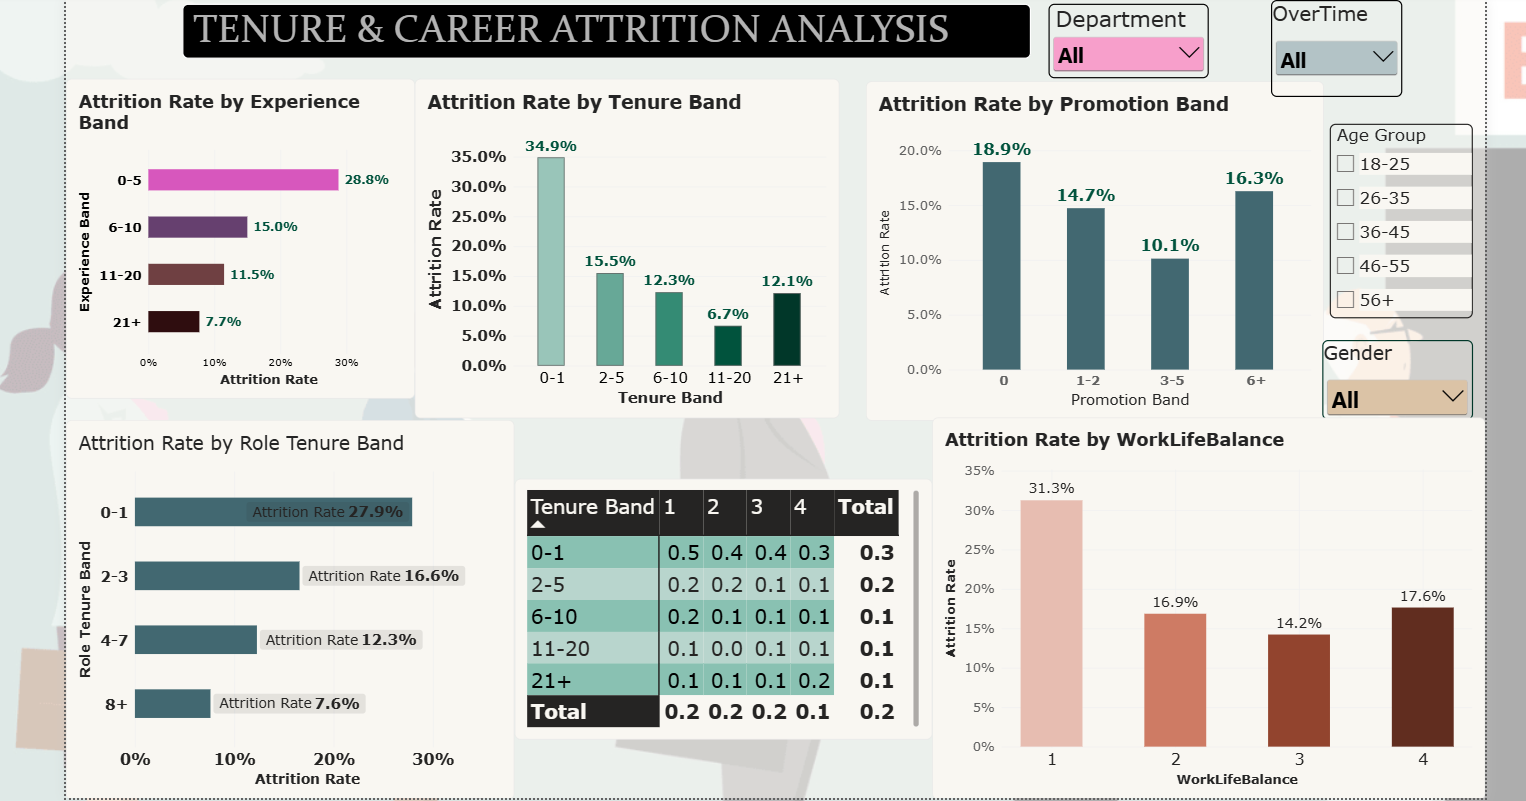 TENURE & CAREER ATTRITION ANALYSIS
Department
All
OverTime
All
Attrition Rate by Experience
Band
Experience Band
0-5
28.8%
6-10
15.0%
11-20
11.5%
21+
7.7%
0% 10% 20% 30%
Attrition Rate
Attrition Rate by Tenure Band
Attrition Rate
35.0%
30.0%
25.0%
20.0%
15.0%
10.0%
5.0%
0.0%
34.9%
15.5%
12.3%
6.7%
12.1%
0-1 2-5 6-10 11-20 21+
Tenure Band
Attrition Rate by Promotion Band
Attrition Rate
20.0%
15.0%
10.0%
5.0%
0.0%
18.9%
14.7%
10.1%
16.3%
0 1-2 3-5 6+
Promotion Band
Age Group
18-25
26-35
36-45
46-55
56+
Gender
All
Attrition Rate by Role Tenure Band
Role Tenure Band
0-1
Attrition Rate 27.9%
2-3
Attrition Rate 16.6%
4-7
Attrition Rate 12.3%
8+
Attrition Rate 7.6%
0% 10% 20% 30%
Attrition Rate
Tenure Band 1 2 3 4 Total
0-1 0.5 0.4 0.4 0.3 0.3
2-5 0.2 0.2 0.1 0.1 0.2
6-10 0.2 0.1 0.1 0.1 0.1
11-20 0.1 0.0 0.1 0.1 0.1
21+ 0.1 0.1 0.1 0.2 0.1
Total 0.2 0.2 0.2 0.1 0.2
Attrition Rate by WorkLifeBalance
Attrition Rate
35%
30%
25%
20%
15%
10%
5%
0%
31.3%
16.9%
14.2%
17.6%
1 2 3 4
WorkLifeBalance